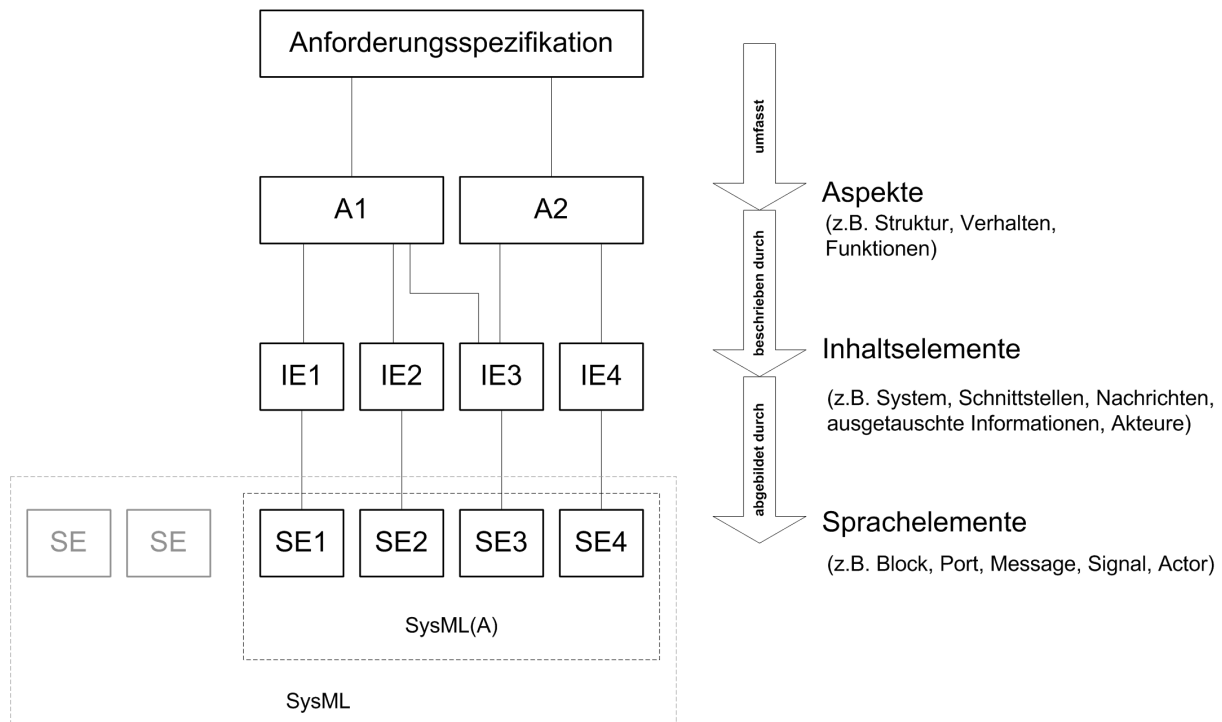 Anforderungsspezifikation
umfasst
A1
A2
Aspekte
(z.B. Struktur, Verhalten,
Funktionen)
beschrieben durch
IE1
IE2
IE3
IE4
Inhaltselemente
(z.B. System, Schnittstellen, Nachrichten,
ausgetauschte Informationen, Akteure)
abgebildet durch
SE
SE
SE1
SE2
SE3
SE4
Sprachelemente
(z.B. Block, Port, Message, Signal, Actor)
SysML(A)
SysML